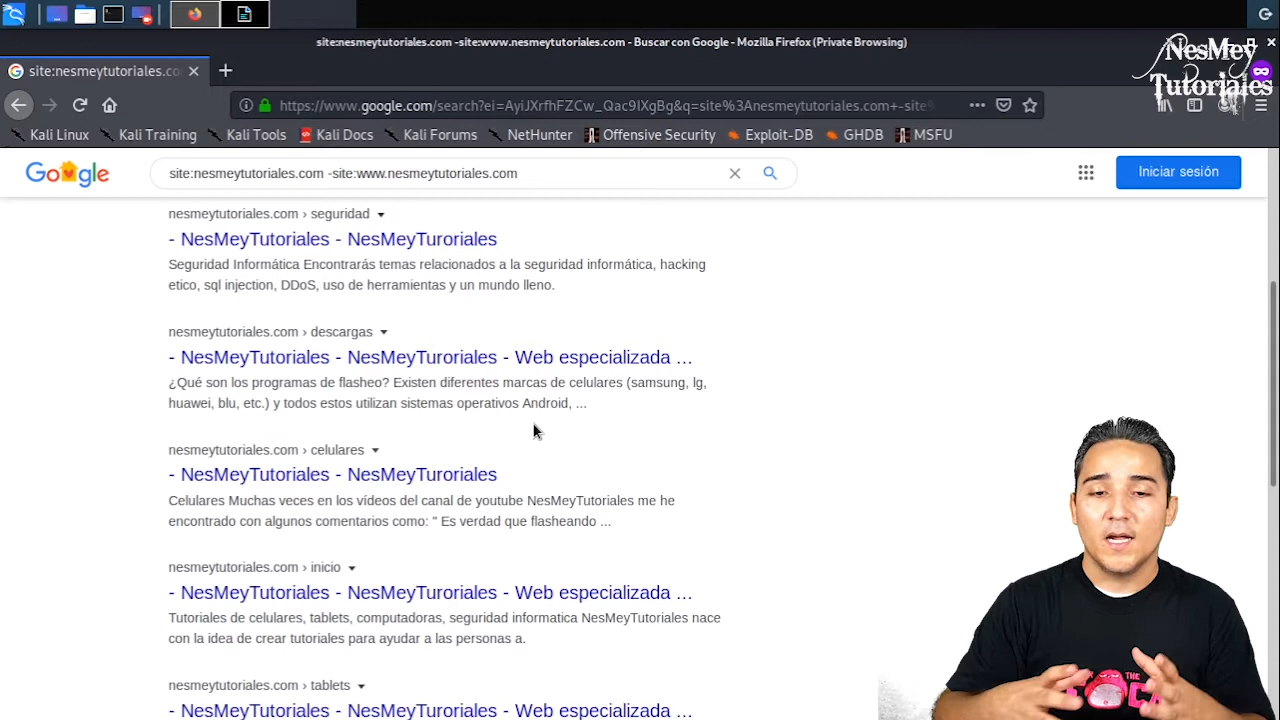 site:nesmeytutoriales.com -site:www.nesmeytutoriales.com - Buscar con Google - Mozilla Firefox (Private Browsing)
NesMey
Tutoriales
site:nesmeytutoriales.co
https://www.google.com/search?ei=AyiJXrfhFZCw_Qac9IXgBg&q=site%3Anesmeytutoriales.com+-site%
Kali Linux Kali Training Kali Tools Kali Docs Kali Forums NetHunter Offensive Security Exploit-DB GHDB MSFU
Google
site:nesmeytutoriales.com -site:www.nesmeytutoriales.com
Iniciar sesión
nesmeytutoriales.com › seguridad
- NesMeyTutoriales - NesMeyTuroriales
Seguridad Informática Encontrarás temas relacionados a la seguridad informática, hacking
etico, sql injection, DDoS, uso de herramientas y un mundo lleno.
nesmeytutoriales.com › descargas
- NesMeyTutoriales - NesMeyTuroriales - Web especializada ...
¿Qué son los programas de flasheo? Existen diferentes marcas de celulares (samsung, lg,
huawei, blu, etc.) y todos estos utilizan sistemas operativos Android, ...
nesmeytutoriales.com › celulares
- NesMeyTutoriales - NesMeyTuroriales
Celulares Muchas veces en los vídeos del canal de youtube NesMeyTutoriales me he
encontrado con algunos comentarios como: " Es verdad que flasheando ...
nesmeytutoriales.com › inicio
- NesMeyTutoriales - NesMeyTuroriales - Web especializada ...
Tutoriales de celulares, tablets, computadoras, seguridad informatica NesMeyTutoriales nace
con la idea de crear tutoriales para ayudar a las personas a.
nesmeytutoriales.com › tablets
- NesMeyTutoriales - NesMeyTuroriales - Web especializada ...
THE